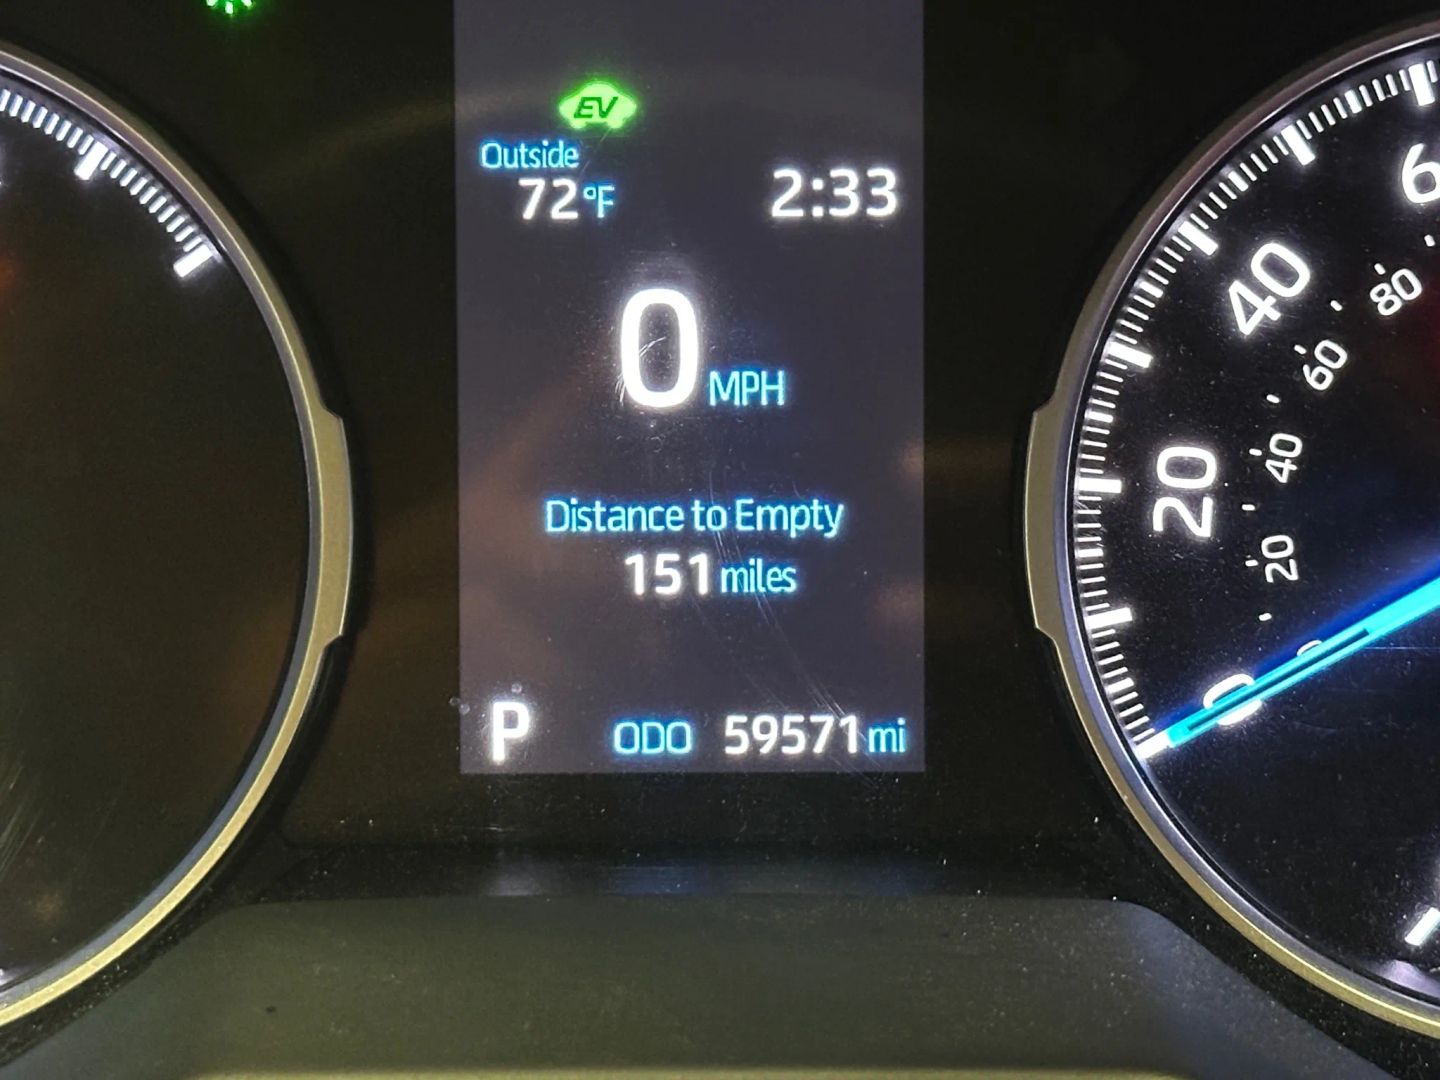 EV
Outside
72°F
2:33
0 MPH
Distance to Empty
151 miles
P ODO 59571 mi
40
80
60
20
40
20
0